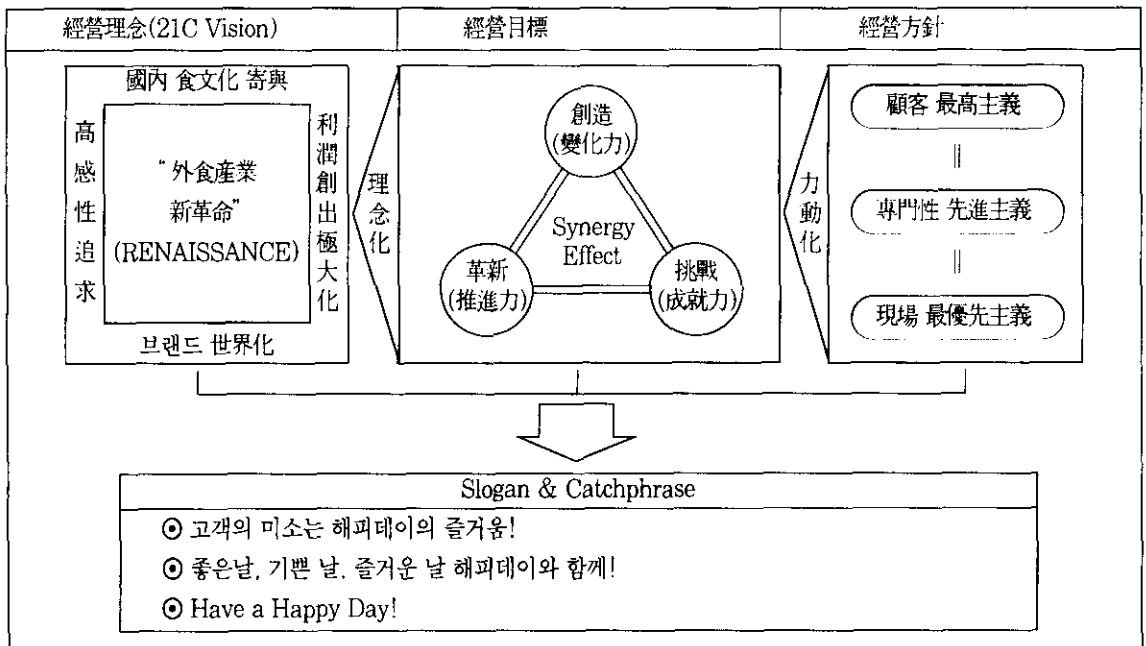 經營理念(21C Vision)
經營目標
經營方針
國內 食文化 寄與
高感性追求
"外食産業
新革命"
(RENAISSANCE)
利潤創出極大化
브랜드 世界化
理念化
創造
(變化力)
Synergy
Effect
革新
(推進力)
挑戰
(成就力)
力動化
顧客 最高主義
專門性 先進主義
現場 最優先主義
Slogan & Catchphrase
⊙ 고객의 미소는 해피데이의 즐거움!
⊙ 좋은날, 기쁜 날. 즐거운 날 해피데이와 함께!
⊙ Have a Happy Day!